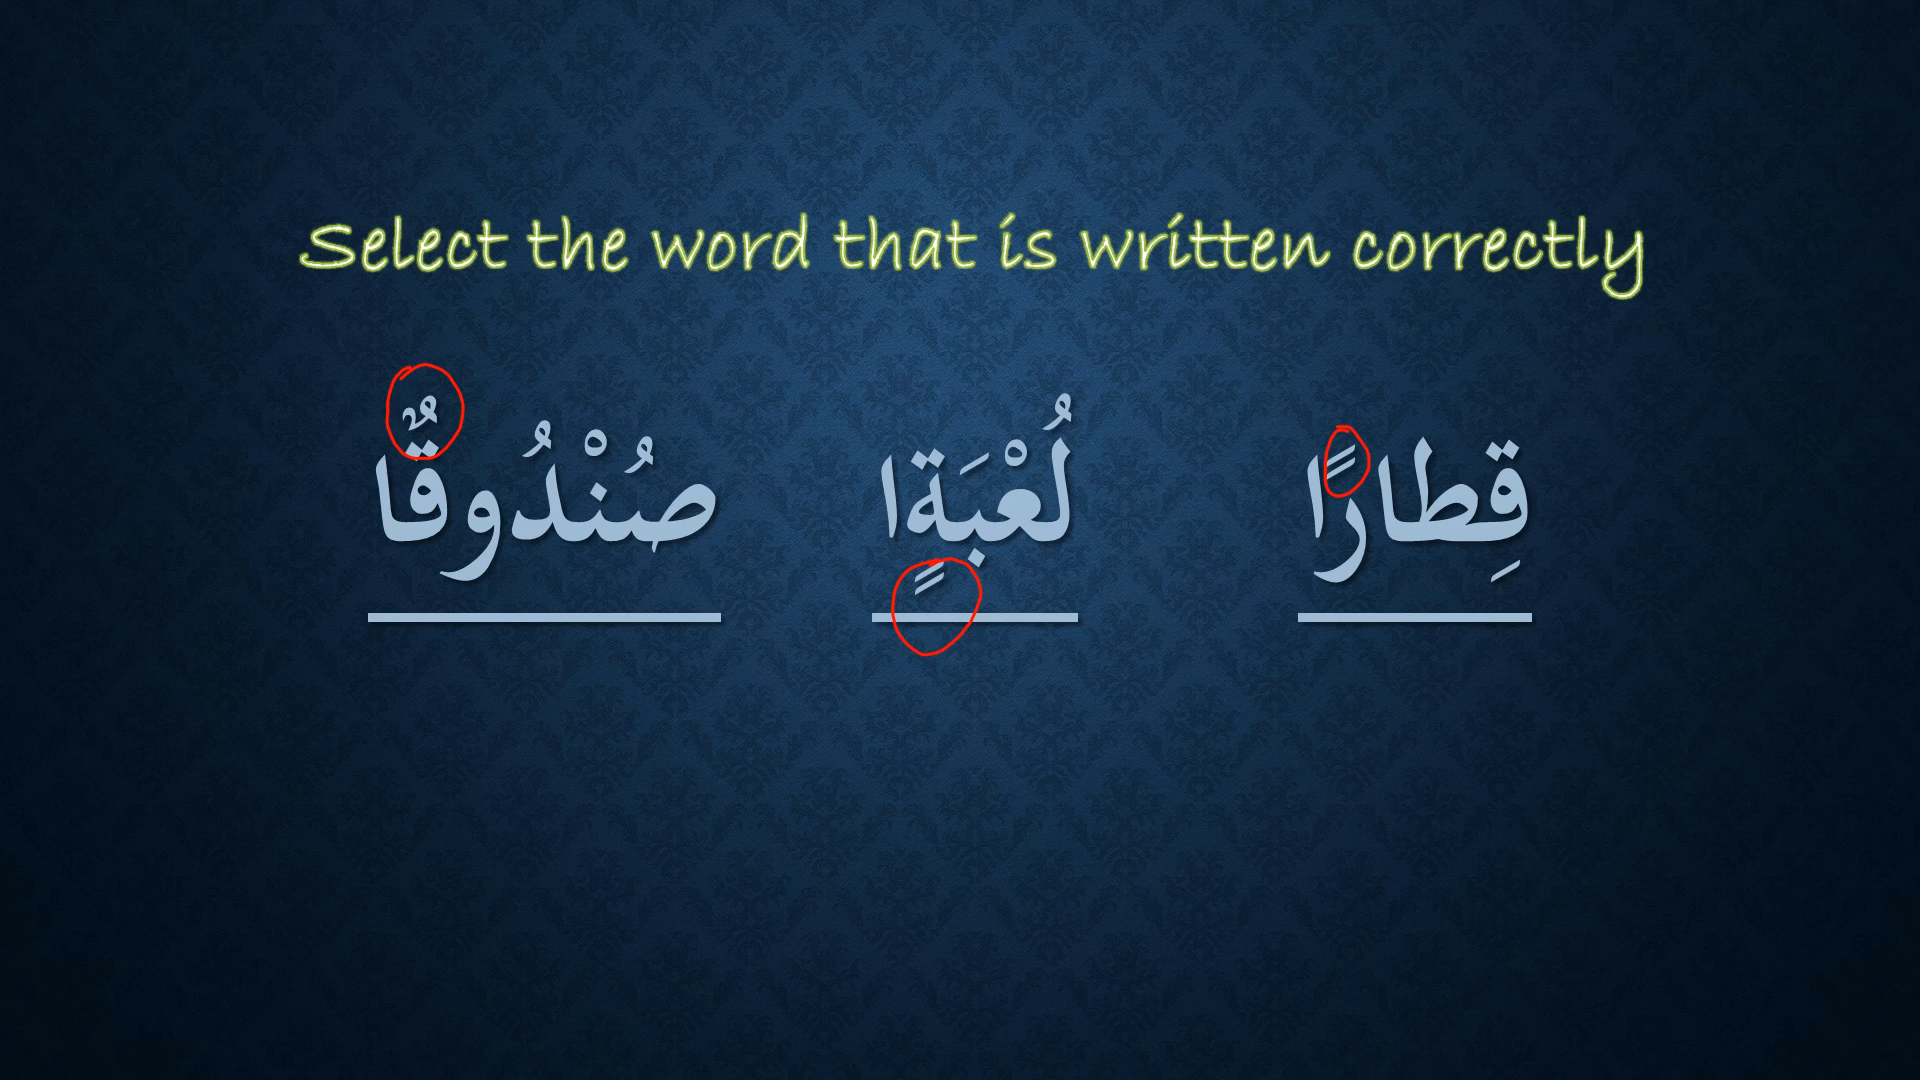 Select the word that is written correctly
قِطارًا لُعْبَةٍا صُنْدُوقٌا